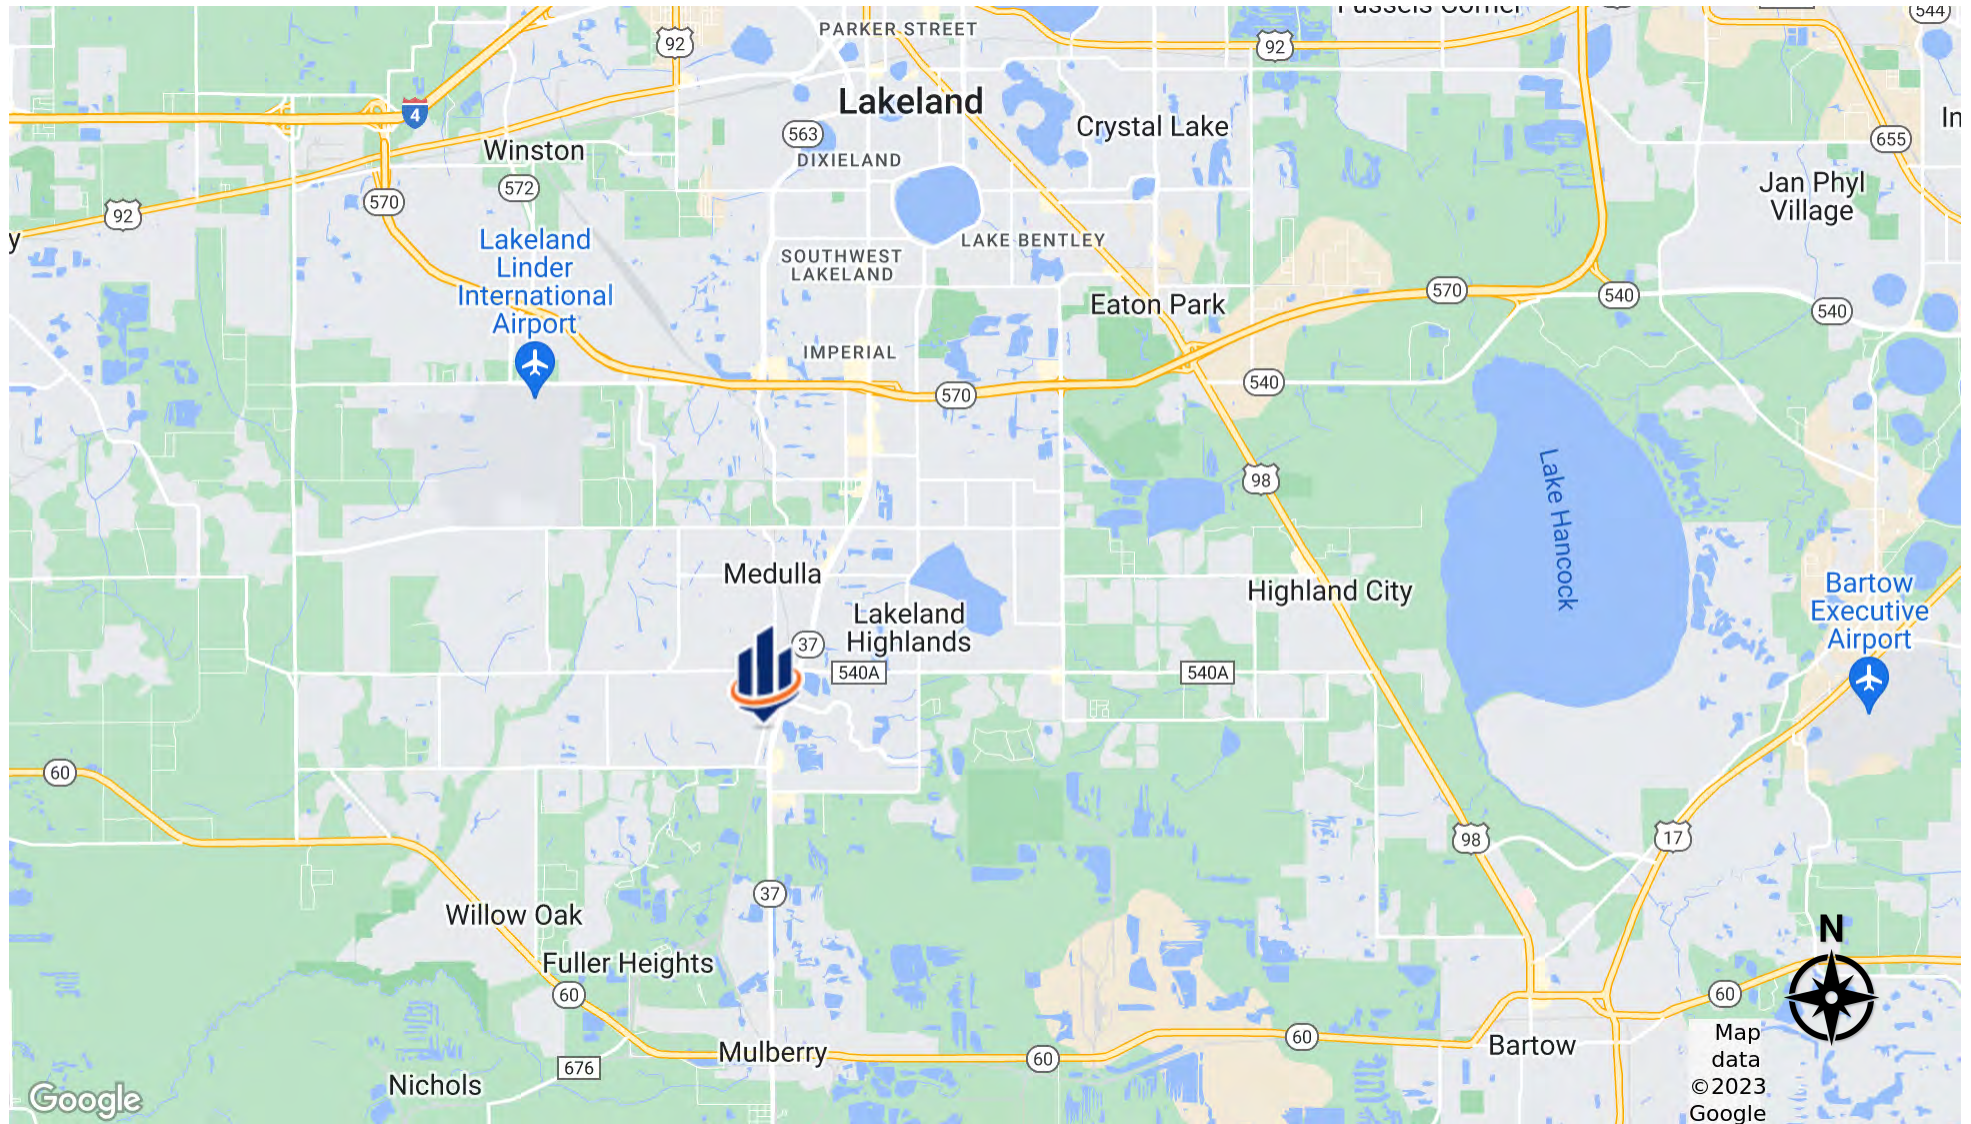 Lakeland
PARKER STREET
92
92
544
4
563
Crystal Lake
655
Winston
DIXIELAND
572
Jan Phyl
Village
570
92
Lakeland
Linder
International
Airport
SOUTHWEST
LAKELAND
LAKE BENTLEY
Eaton Park
570
540
540
IMPERIAL
570
540
98
Lake Hancock
Medulla
Highland City
Bartow
Executive
Airport
Lakeland
Highlands
37
540A
540A
60
98
17
37
Willow Oak
Fuller Heights
60
N
60
60
60
Mulberry
Bartow
676
Nichols
Map
data
©2023
Google
Google